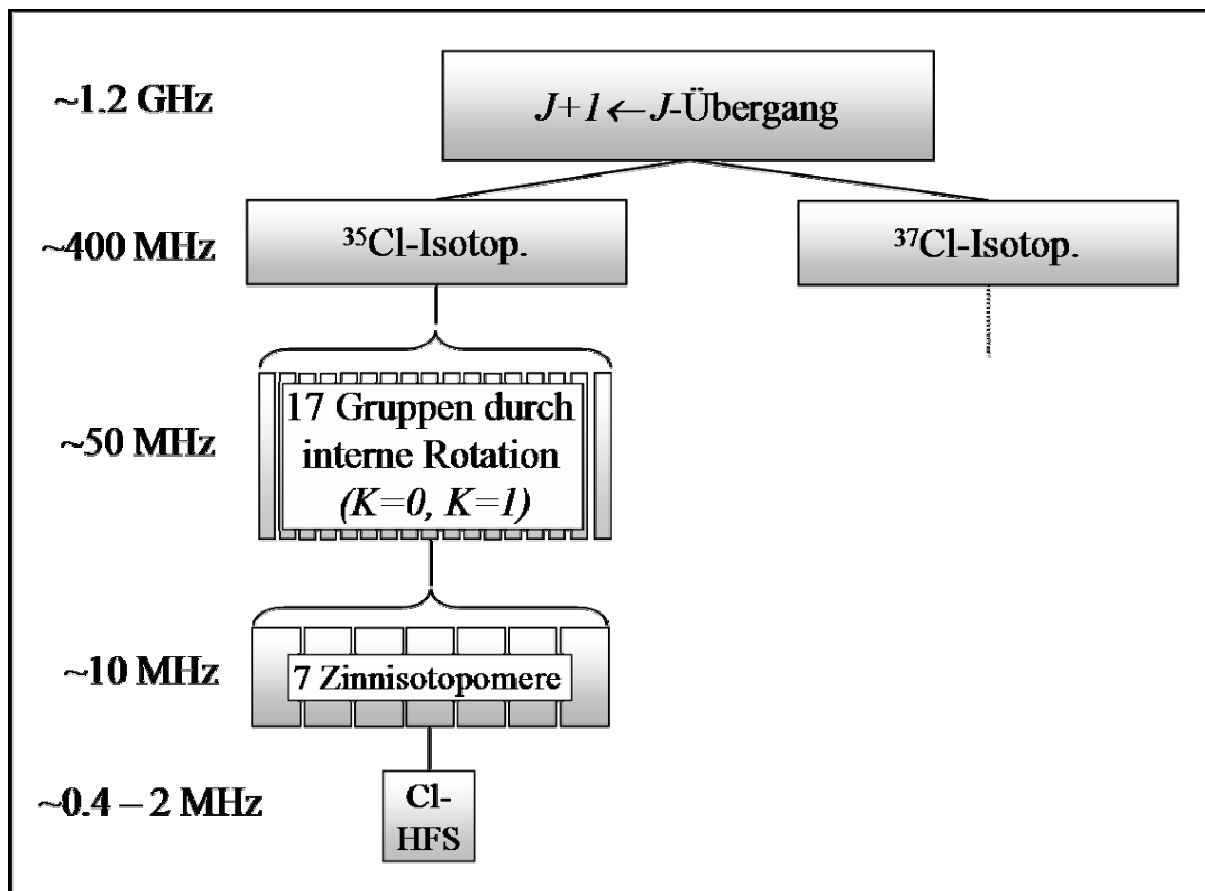 ~1.2 GHz
J+1←J-Übergang
~400 MHz
³⁵Cl-Isotop.
³⁷Cl-Isotop.
~50 MHz
17 Gruppen durch
interne Rotation
(K=0, K=1)
~10 MHz
7 Zinnisotopomere
~0.4 – 2 MHz
Cl-
HFS